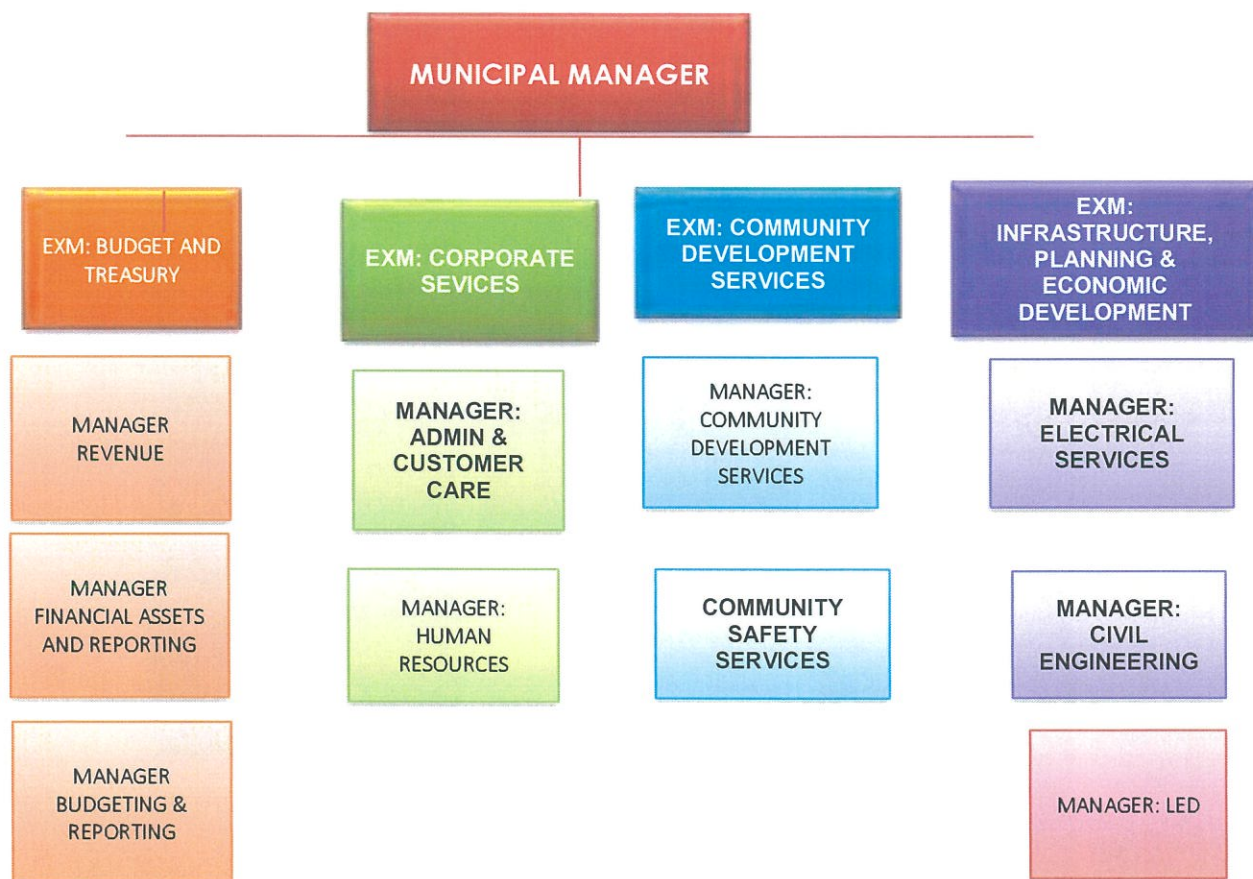 MUNICIPAL MANAGER
EXM: BUDGET AND
TREASURY
EXM: CORPORATE
SEVICES
EXM: COMMUNITY
DEVELOPMENT
SERVICES
EXM:
INFRASTRUCTURE,
PLANNING &
ECONOMIC
DEVELOPMENT
MANAGER
REVENUE
MANAGER:
ADMIN &
CUSTOMER
CARE
MANAGER:
COMMUNITY
DEVELOPMENT
SERVICES
MANAGER:
ELECTRICAL
SERVICES
MANAGER
FINANCIAL ASSETS
AND REPORTING
MANAGER:
HUMAN
RESOURCES
COMMUNITY
SAFETY
SERVICES
MANAGER:
CIVIL
ENGINEERING
MANAGER
BUDGETING &
REPORTING
MANAGER: LED